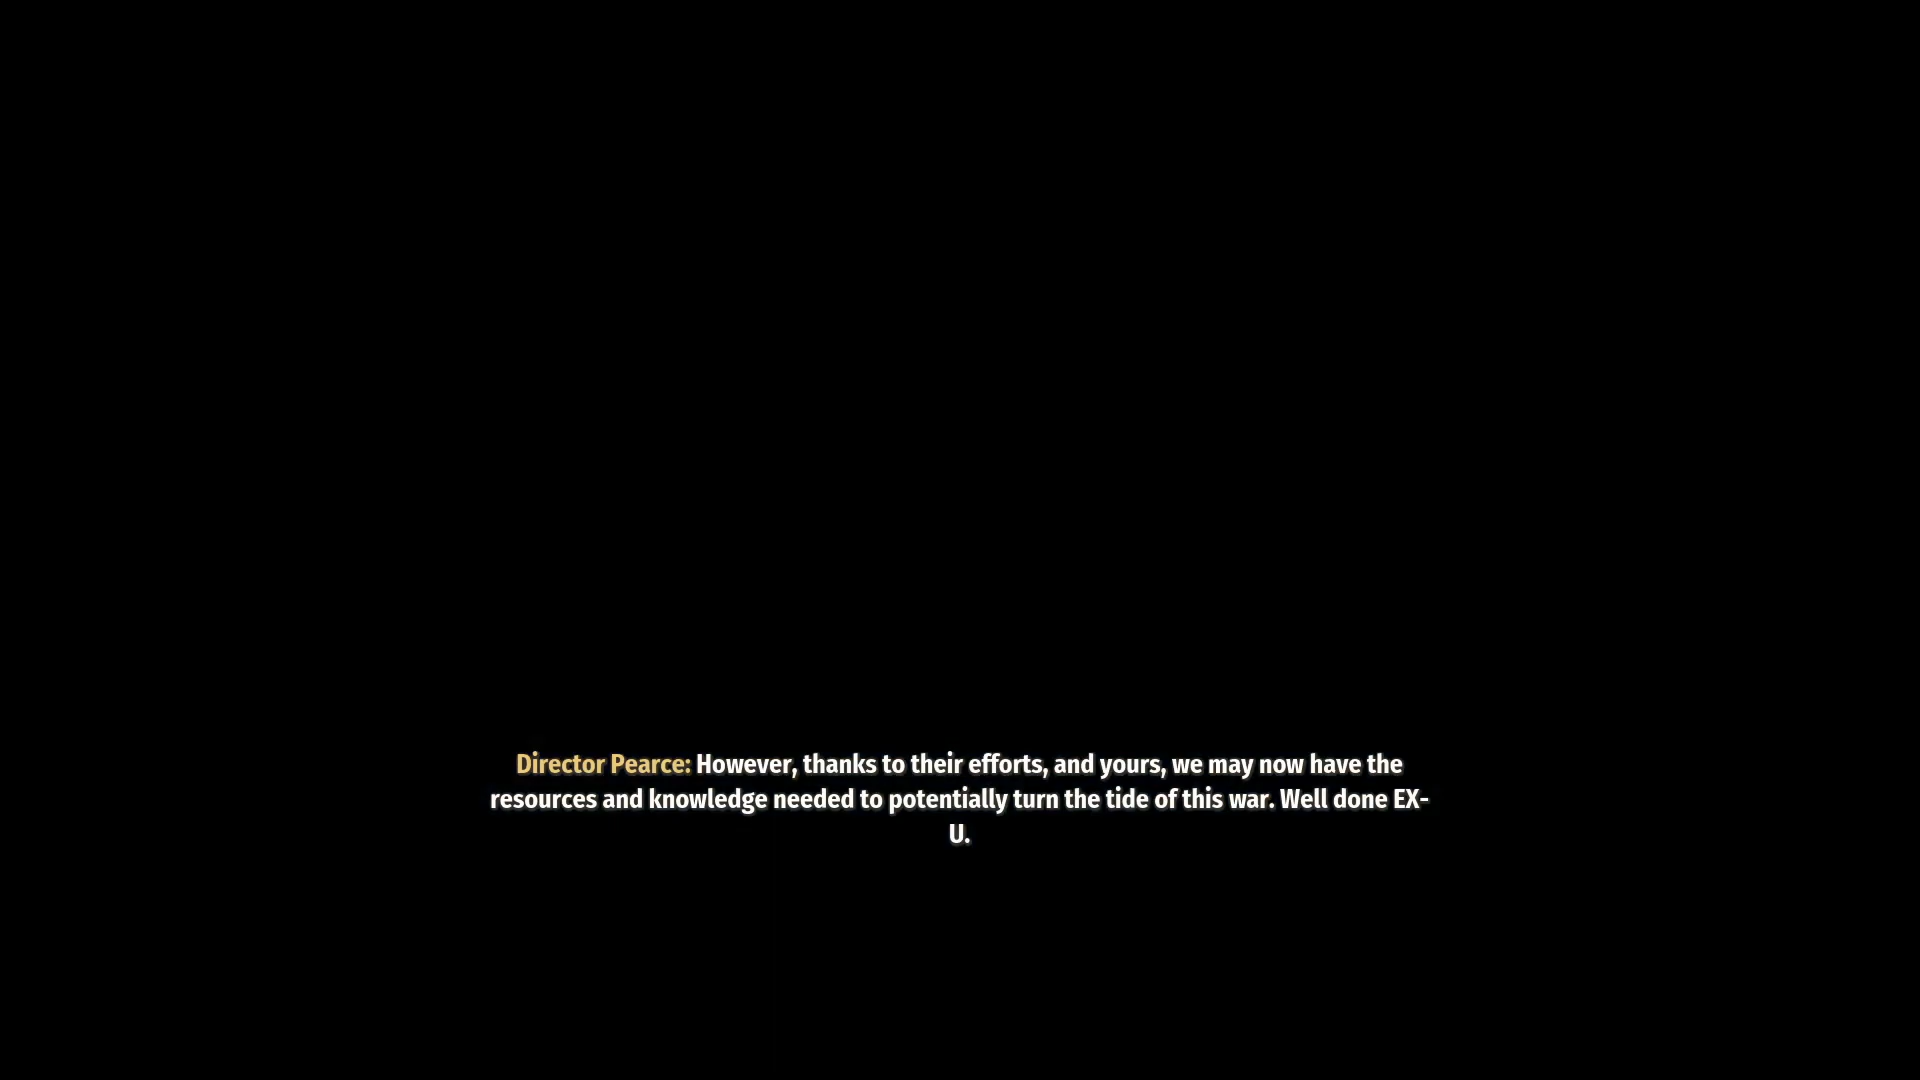 Director Pearce: However, thanks to their efforts, and yours, we may now have the
resources and knowledge needed to potentially turn the tide of this war. Well done EX-
U.